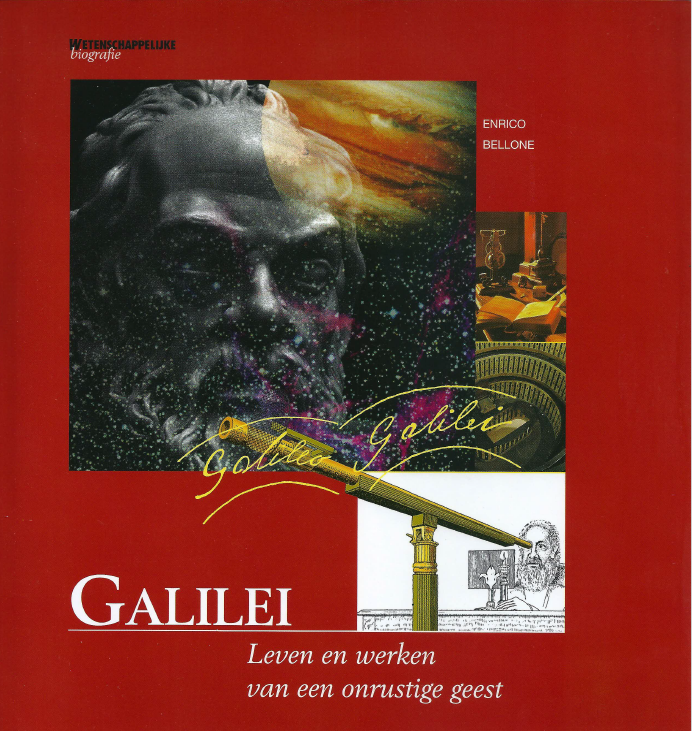 WETENSCHAPPELIJKE
biografie
ENRICO
BELLONE
Galileo Galilei
GALILEI
Leven en werken
van een onrustige geest